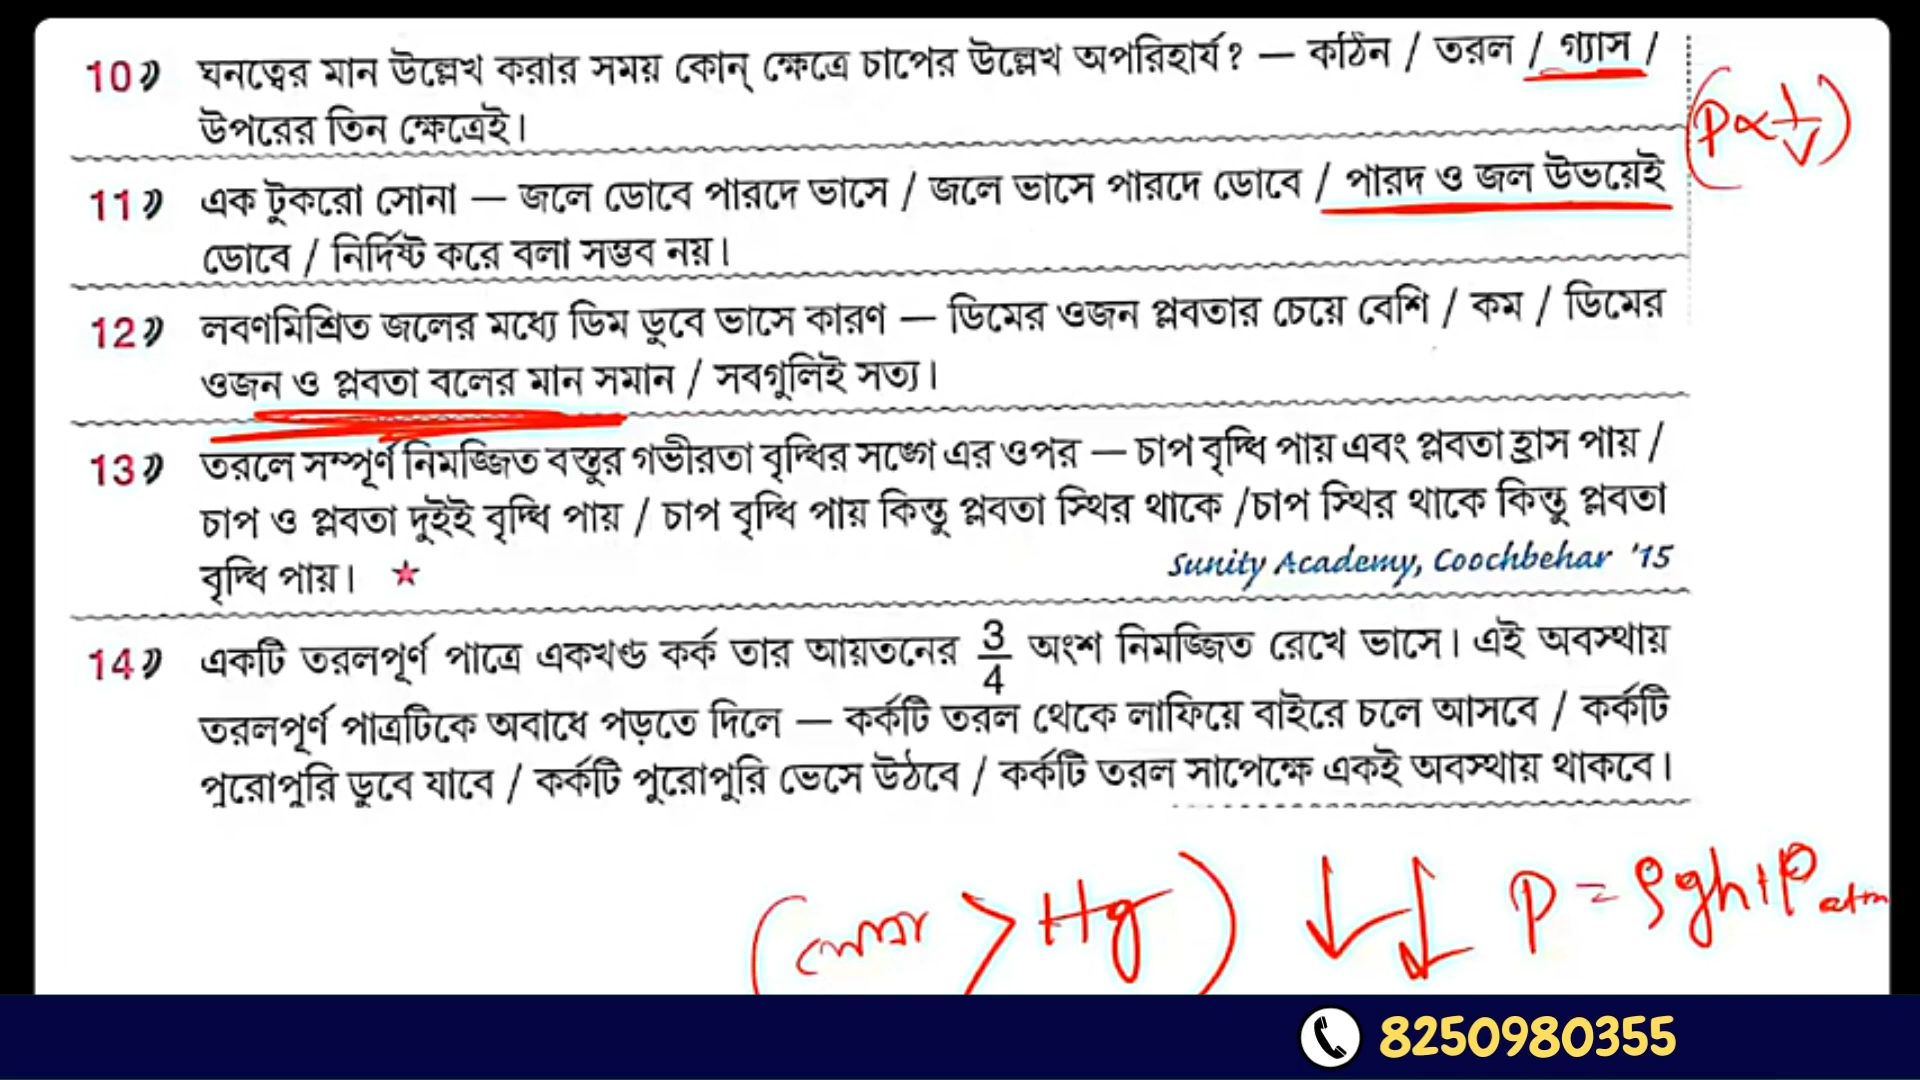 10) ঘনত্বের মান উল্লেখ করার সময় কোন্ ক্ষেত্রে চাপের উল্লেখ অপরিহার্য? — কঠিন / তরল / গ্যাস /
উপরের তিন ক্ষেত্রেই।
(P∝1/V)
11) এক টুকরো সোনা — জলে ডোবে পারদে ভাসে / জলে ভাসে পারদে ডোবে / পারদ ও জল উভয়েই
ডোবে / নির্দিষ্ট করে বলা সম্ভব নয়।
12) লবণমিশ্রিত জলের মধ্যে ডিম ডুবে ভাসে কারণ — ডিমের ওজন প্লবতার চেয়ে বেশি / কম / ডিমের
ওজন ও প্লবতা বলের মান সমান / সবগুলিই সত্য।
13) তরলে সম্পূর্ণ নিমজ্জিত বস্তুর গভীরতা বৃদ্ধির সঙ্গে এর ওপর — চাপ বৃদ্ধি পায় এবং প্লবতা হ্রাস পায় /
চাপ ও প্লবতা দুইই বৃদ্ধি পায় / চাপ বৃদ্ধি পায় কিন্তু প্লবতা স্থির থাকে /চাপ স্থির থাকে কিন্তু প্লবতা
বৃদ্ধি পায়। ★ Sunity Academy, Coochbehar '15
14) একটি তরলপূর্ণ পাত্রে একখণ্ড কর্ক তার আয়তনের 3/4 অংশ নিমজ্জিত রেখে ভাসে। এই অবস্থায়
তরলপূর্ণ পাত্রটিকে অবাধে পড়তে দিলে — কর্কটি তরল থেকে লাফিয়ে বাইরে চলে আসবে / কর্কটি
পুরোপুরি ডুবে যাবে / কর্কটি পুরোপুরি ভেসে উঠবে / কর্কটি তরল সাপেক্ষে একই অবস্থায় থাকবে।
(সোনা > Hg) P = ρgh+P atm
8250980355